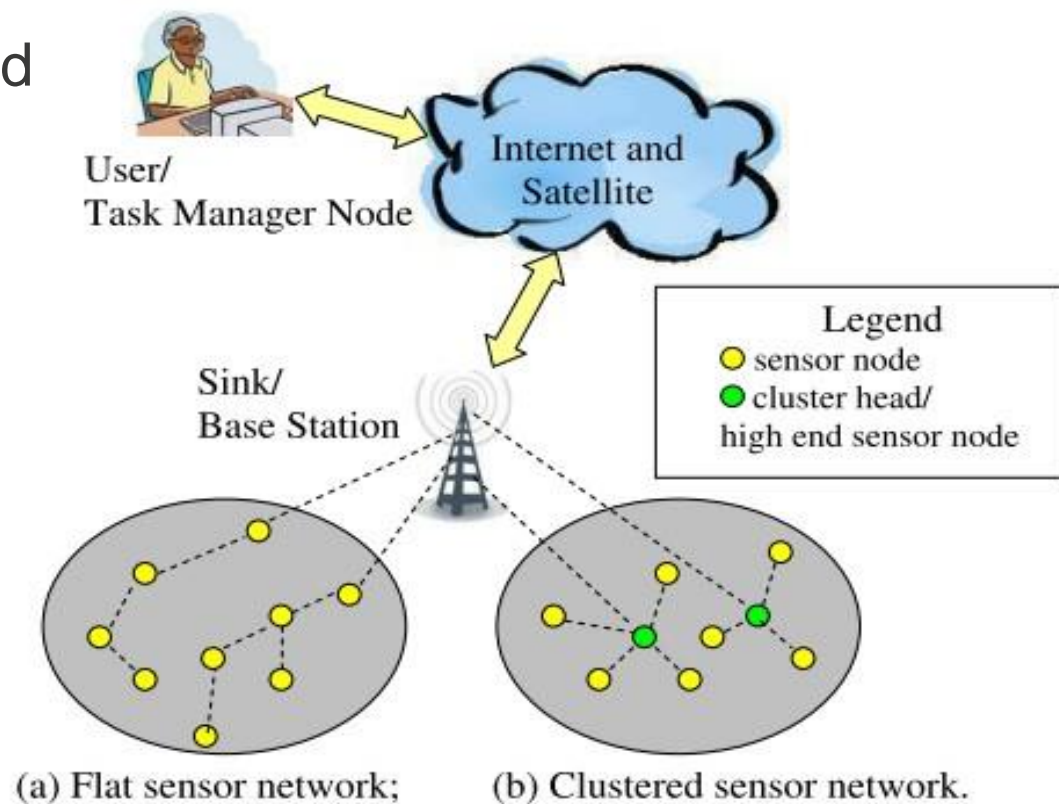 d
User/
Task Manager Node
Internet and
Satellite
Sink/
Base Station
Legend
sensor node
cluster head/
high end sensor node
(a) Flat sensor network;
(b) Clustered sensor network.